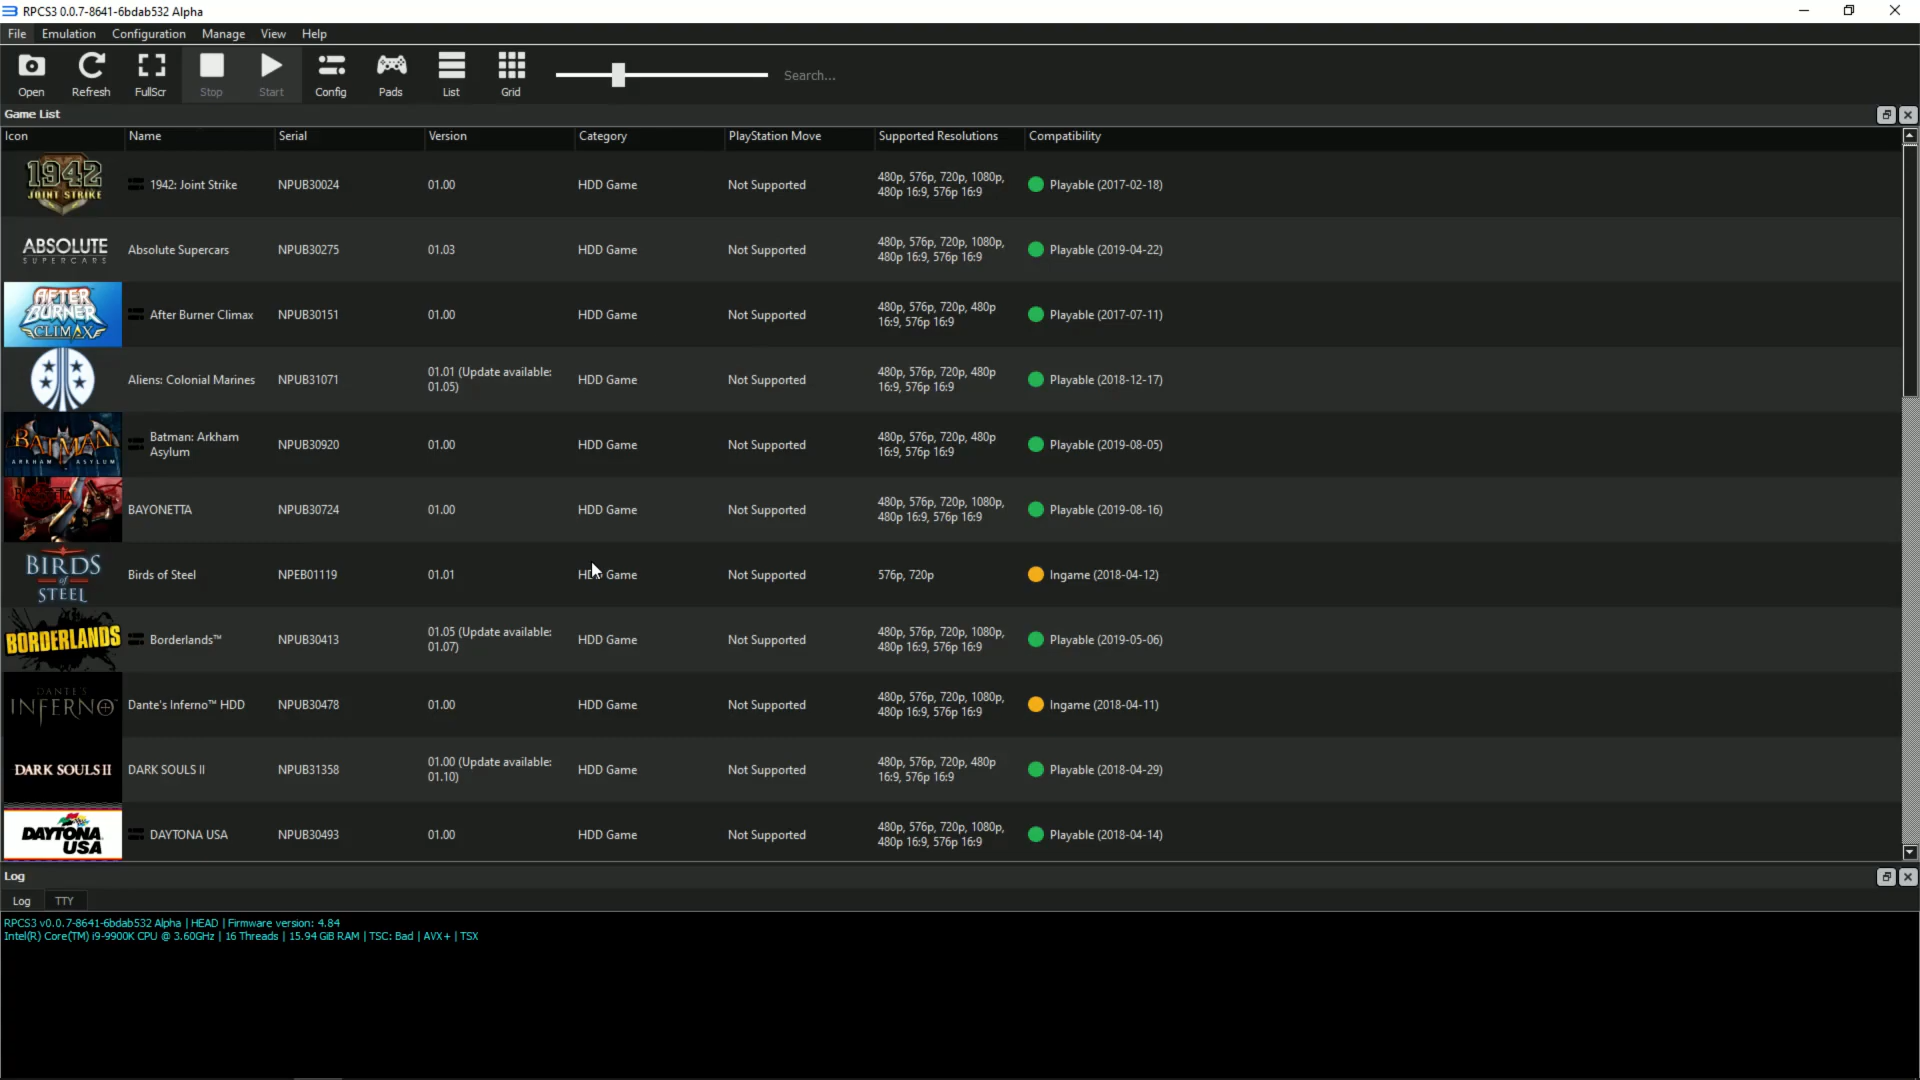 RPCS3 0.0.7-8641-6bdab532 Alpha
File Emulation Configuration Manage View Help
Open Refresh FullScr Stop Start Config Pads List Grid Search...
Game List
Icon Name Serial Version Category PlayStation Move Supported Resolutions Compatibility
1942
JOINT STRIKE
1942: Joint Strike NPUB30024 01.00 HDD Game Not Supported 480p, 576p, 720p, 1080p,
480p 16:9, 576p 16:9
Playable (2017-02-18)
ABSOLUTE
SUPERCARS
Absolute Supercars NPUB30275 01.03 HDD Game Not Supported 480p, 576p, 720p, 1080p,
480p 16:9, 576p 16:9
Playable (2019-04-22)
AFTER
BURNER
CLIMAX
After Burner Climax NPUB30151 01.00 HDD Game Not Supported 480p, 576p, 720p, 480p
16:9, 576p 16:9
Playable (2017-07-11)
Aliens: Colonial Marines NPUB31071 01.01 (Update available:
01.05)
HDD Game Not Supported 480p, 576p, 720p, 480p
16:9, 576p 16:9
Playable (2018-12-17)
BATMAN
ARKHAM ASYLUM
Batman: Arkham
Asylum
NPUB30920 01.00 HDD Game Not Supported 480p, 576p, 720p, 480p
16:9, 576p 16:9
Playable (2019-08-05)
BAYONETTA NPUB30724 01.00 HDD Game Not Supported 480p, 576p, 720p, 1080p,
480p 16:9, 576p 16:9
Playable (2019-08-16)
BIRDS
of
STEEL
Birds of Steel NPEB01119 01.01 HDD Game Not Supported 576p, 720p Ingame (2018-04-12)
BORDERLANDS
Borderlands™ NPUB30413 01.05 (Update available:
01.07)
HDD Game Not Supported 480p, 576p, 720p, 1080p,
480p 16:9, 576p 16:9
Playable (2019-05-06)
DANTE'S
INFERNO
Dante's Inferno™ HDD NPUB30478 01.00 HDD Game Not Supported 480p, 576p, 720p, 1080p,
480p 16:9, 576p 16:9
Ingame (2018-04-11)
DARK SOULS II
DARK SOULS II NPUB31358 01.00 (Update available:
01.10)
HDD Game Not Supported 480p, 576p, 720p, 480p
16:9, 576p 16:9
Playable (2018-04-29)
DAYTONA
USA
DAYTONA USA NPUB30493 01.00 HDD Game Not Supported 480p, 576p, 720p, 1080p,
480p 16:9, 576p 16:9
Playable (2018-04-14)
Log
Log TTY
RPCS3 v0.0.7-8641-6bdab532 Alpha | HEAD | Firmware version: 4.84
Intel(R) Core(TM) i9-9900K CPU @ 3.60GHz | 16 Threads | 15.94 GiB RAM | TSC: Bad | AVX+ | TSX